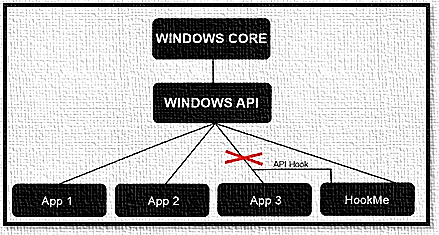 WINDOWS CORE
WINDOWS API
API Hook
App 1
App 2
App 3
HookMe